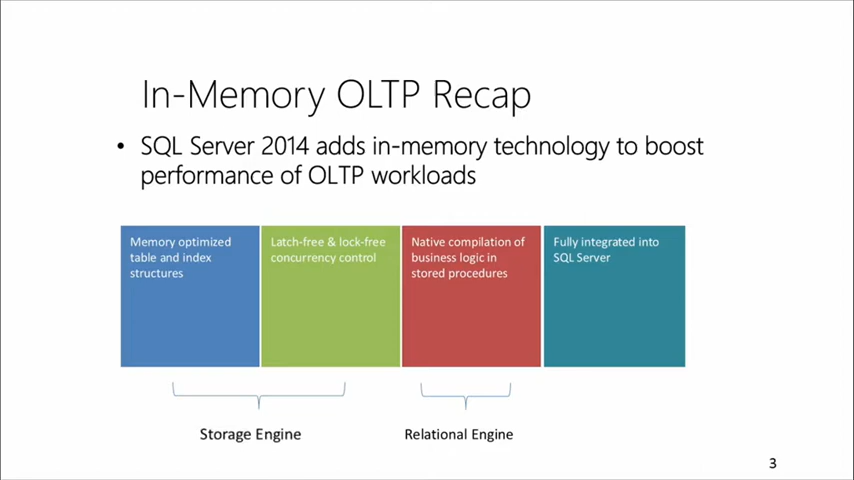 In-Memory OLTP Recap
• SQL Server 2014 adds in-memory technology to boost
performance of OLTP workloads
Memory optimized
table and index
structures
Latch-free & lock-free
concurrency control
Native compilation of
business logic in
stored procedures
Fully integrated into
SQL Server
Storage Engine
Relational Engine
3